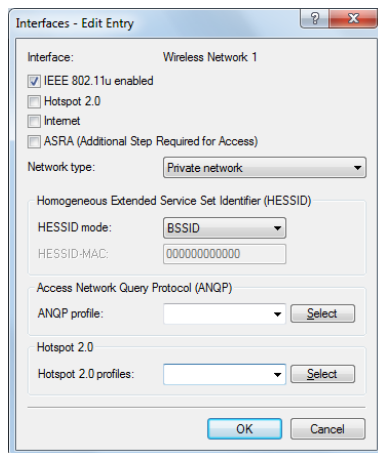 Interfaces - Edit Entry
?
Interface: Wireless Network 1
IEEE 802.11u enabled
Hotspot 2.0
Internet
ASRA (Additional Step Required for Access)
Network type: Private network
Homogeneous Extended Service Set Identifier (HESSID)
HESSID mode: BSSID
HESSID-MAC: 000000000000
Access Network Query Protocol (ANQP)
ANQP profile: Select
Hotspot 2.0
Hotspot 2.0 profiles: Select
OK Cancel